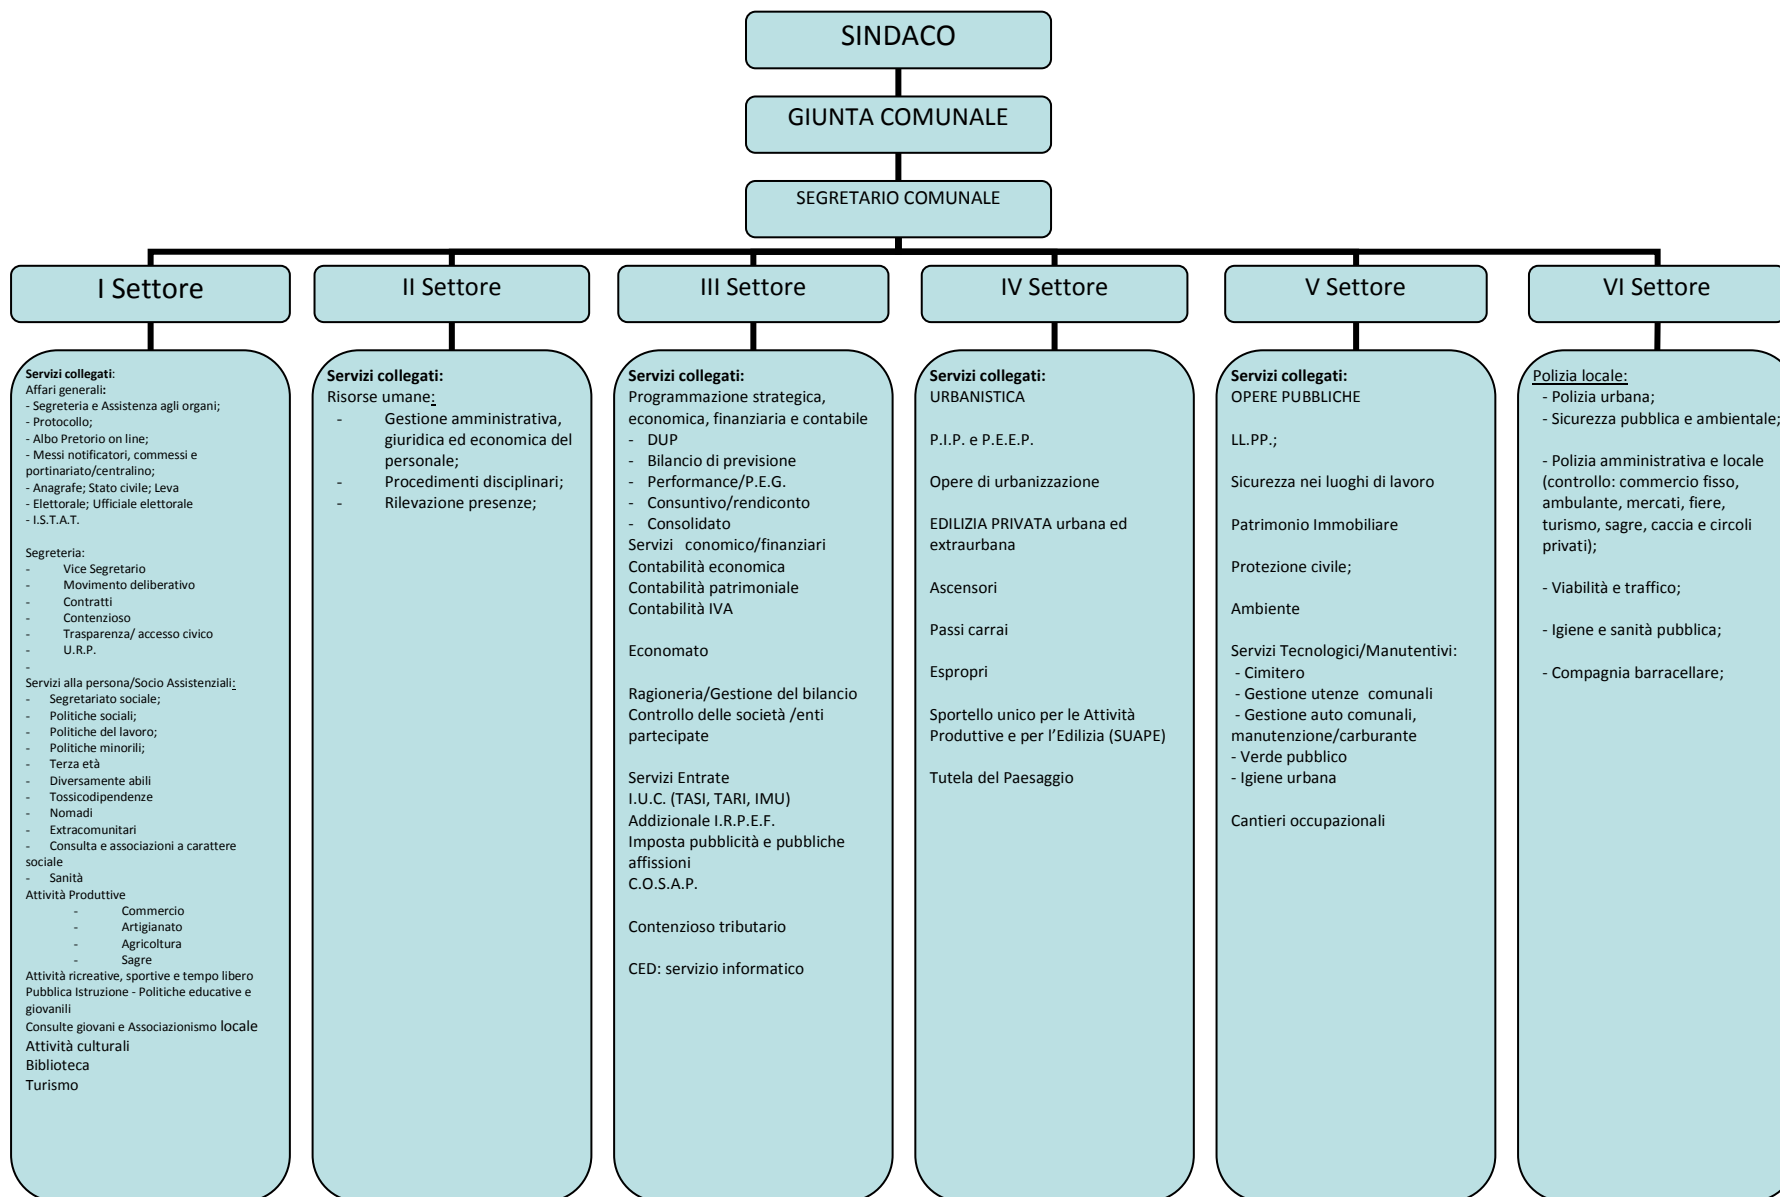 SINDACO
GIUNTA COMUNALE
SEGRETARIO COMUNALE
I Settore
II Settore
III Settore
IV Settore
V Settore
VI Settore
Servizi collegati:
Affari generali:
- Segreteria e Assistenza agli organi;
- Protocollo;
- Albo Pretorio on line;
- Messi notificatori, commessi e
portinariato/centralino;
- Anagrafe; Stato civile; Leva
- Elettorale; Ufficiale elettorale
- I.S.T.A.T.
Segreteria:
- Vice Segretario
- Movimento deliberativo
- Contratti
- Contenzioso
- Trasparenza/ accesso civico
- U.R.P.
-
Servizi alla persona/Socio Assistenziali:
- Segretariato sociale;
- Politiche sociali;
- Politiche del lavoro;
- Politiche minorili;
- Terza età
- Diversamente abili
- Tossicodipendenze
- Nomadi
- Extracomunitari
- Consulta e associazioni a carattere
sociale
- Sanità
Attività Produttive
- Commercio
- Artigianato
- Agricoltura
- Sagre
Attività ricreative, sportive e tempo libero
Pubblica Istruzione - Politiche educative e
giovanili
Consulte giovani e Associazionismo locale
Attività culturali
Biblioteca
Turismo
Servizi collegati:
Risorse umane:
- Gestione amministrativa,
giuridica ed economica del
personale;
- Procedimenti disciplinari;
- Rilevazione presenze;
Servizi collegati:
Programmazione strategica,
economica, finanziaria e contabile
- DUP
- Bilancio di previsione
- Performance/P.E.G.
- Consuntivo/rendiconto
- Consolidato
Servizi conomico/finanziari
Contabilità economica
Contabilità patrimoniale
Contabilità IVA
Economato
Ragioneria/Gestione del bilancio
Controllo delle società /enti
partecipate
Servizi Entrate
I.U.C. (TASI, TARI, IMU)
Addizionale I.R.P.E.F.
Imposta pubblicità e pubbliche
affissioni
C.O.S.A.P.
Contenzioso tributario
CED: servizio informatico
Servizi collegati:
URBANISTICA
P.I.P. e P.E.E.P.
Opere di urbanizzazione
EDILIZIA PRIVATA urbana ed
extraurbana
Ascensori
Passi carrai
Espropri
Sportello unico per le Attività
Produttive e per l’Edilizia (SUAPE)
Tutela del Paesaggio
Servizi collegati:
OPERE PUBBLICHE
LL.PP.;
Sicurezza nei luoghi di lavoro
Patrimonio Immobiliare
Protezione civile;
Ambiente
Servizi Tecnologici/Manutentivi:
- Cimitero
- Gestione utenze comunali
- Gestione auto comunali,
manutenzione/carburante
- Verde pubblico
- Igiene urbana
Cantieri occupazionali
Polizia locale:
- Polizia urbana;
- Sicurezza pubblica e ambientale;
- Polizia amministrativa e locale
(controllo: commercio fisso,
ambulante, mercati, fiere,
turismo, sagre, caccia e circoli
privati);
- Viabilità e traffico;
- Igiene e sanità pubblica;
- Compagnia barracellare;